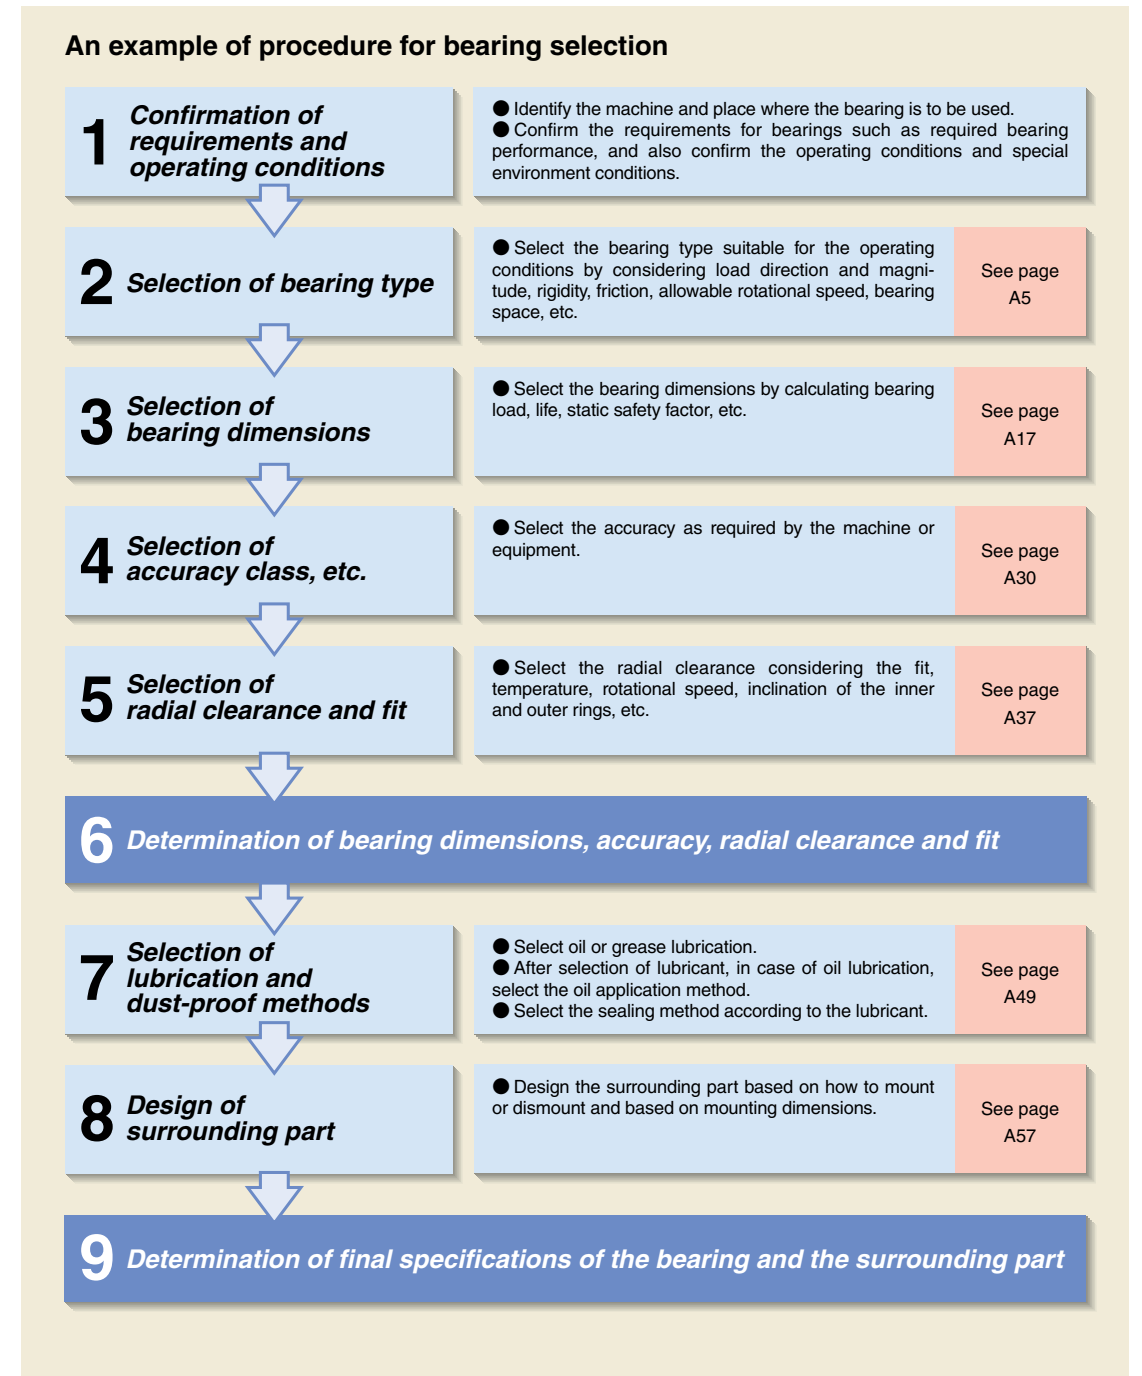 An example of procedure for bearing selection
1
Confirmation of
requirements and
operating conditions
● Identify the machine and place where the bearing is to be used.
● Confirm the requirements for bearings such as required bearing
performance, and also confirm the operating conditions and special
environment conditions.
2
Selection of bearing type
● Select the bearing type suitable for the operating
conditions by considering load direction and magni-
tude, rigidity, friction, allowable rotational speed, bearing
space, etc.
See page
A5
3
Selection of
bearing dimensions
● Select the bearing dimensions by calculating bearing
load, life, static safety factor, etc.
See page
A17
4
Selection of
accuracy class, etc.
● Select the accuracy as required by the machine or
equipment.
See page
A30
5
Selection of
radial clearance and fit
● Select the radial clearance considering the fit,
temperature, rotational speed, inclination of the inner
and outer rings, etc.
See page
A37
6
Determination of bearing dimensions, accuracy, radial clearance and fit
7
Selection of
lubrication and
dust-proof methods
● Select oil or grease lubrication.
● After selection of lubricant, in case of oil lubrication,
select the oil application method.
● Select the sealing method according to the lubricant.
See page
A49
8
Design of
surrounding part
● Design the surrounding part based on how to mount
or dismount and based on mounting dimensions.
See page
A57
9
Determination of final specifications of the bearing and the surrounding part